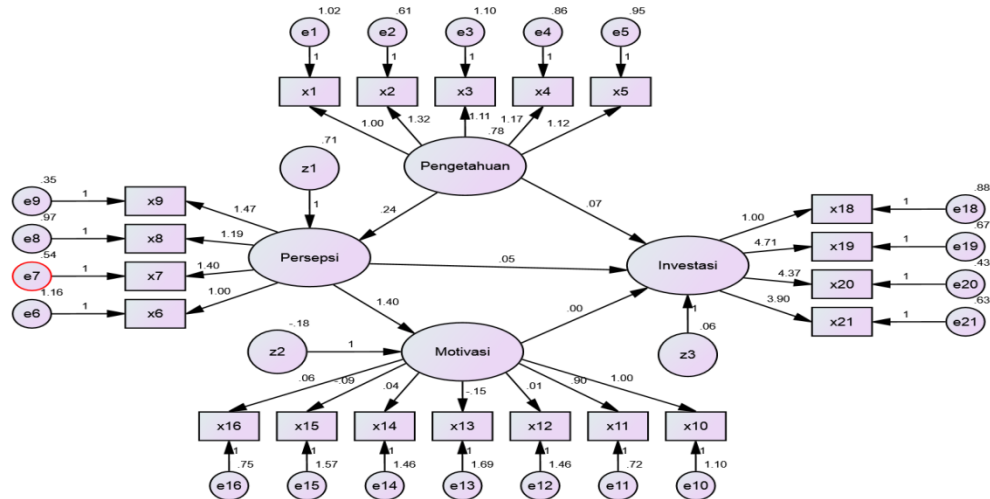 1.02 .61 1.10 .86 .95
e1 e2 e3 e4 e5
1 1 1 1 1
x1 x2 x3 x4 x5
1.00 1.32 1.11 1.17 1.12
.78
Pengetahuan
.71
z1
1
.24
.07
.35
e9 1 x9
1.47
.97
e8 1 x8
1.19
.54
e7 1 x7
1.40
1.16
e6 1 x6
1.00
Persepsi
.05
Investasi
.88
1.00
x18 1 e18
.67
4.71
x19 1 e19
.43
4.37
x20 1 e20
.63
3.90
x21 1 e21
1.40
.00
1
.06
z3
-.18
z2
1
Motivasi
.06 -.09 .04 -.15 .01 .90 1.00
x16 x15 x14 x13 x12 x11 x10
1 1 1 1 1 1 1
.75 1.57 1.46 1.69 1.46 .72 1.10
e16 e15 e14 e13 e12 e11 e10